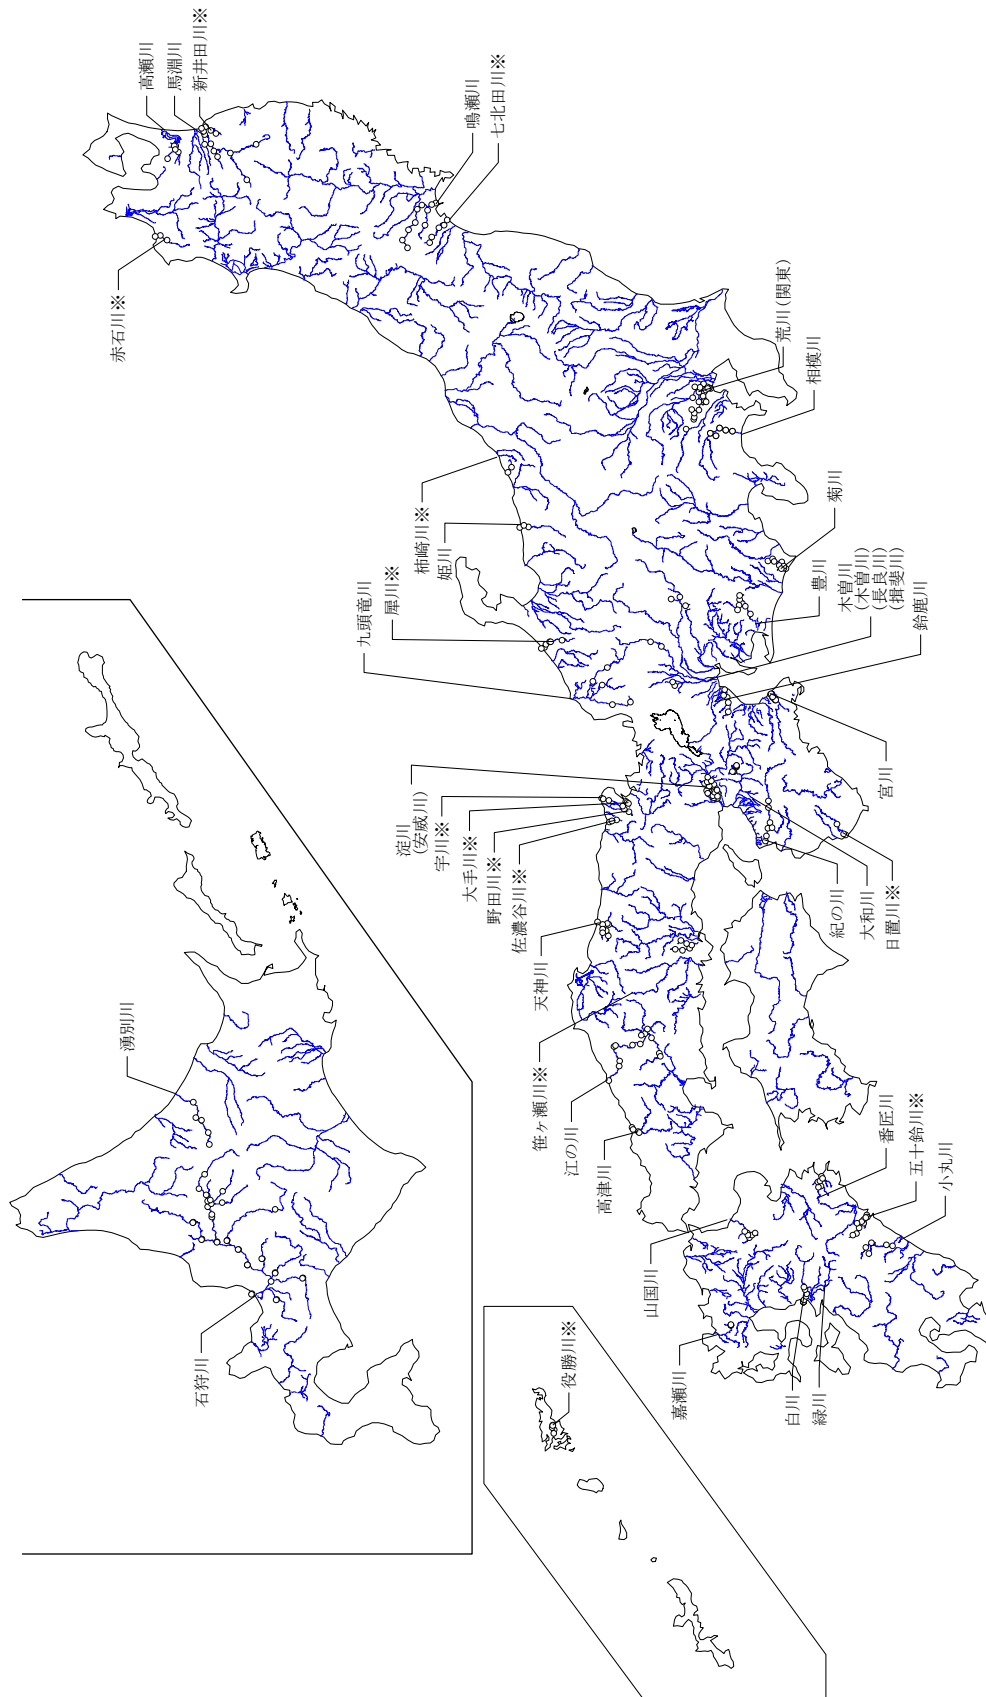 高瀬川
馬淵川
新井田川※
鳴瀬川
七北田川※
赤石川※
荒川(関東)
相模川
菊川
柿崎川※
姫川
九頭竜川
犀川※
豊川
木曽川
(木曽川)
(長良川)
(揖斐川)
鈴鹿川
宮川
淀川
(安威川)
宇川※
大手川※
野田川※
佐濃谷川※
天神川
紀の川
大和川
日置川※
笹ヶ瀬川※
江の川
高津川
番匠川
五十鈴川※
小丸川
山国川
嘉瀬川
白川
緑川
湧別川
石狩川
役勝川※